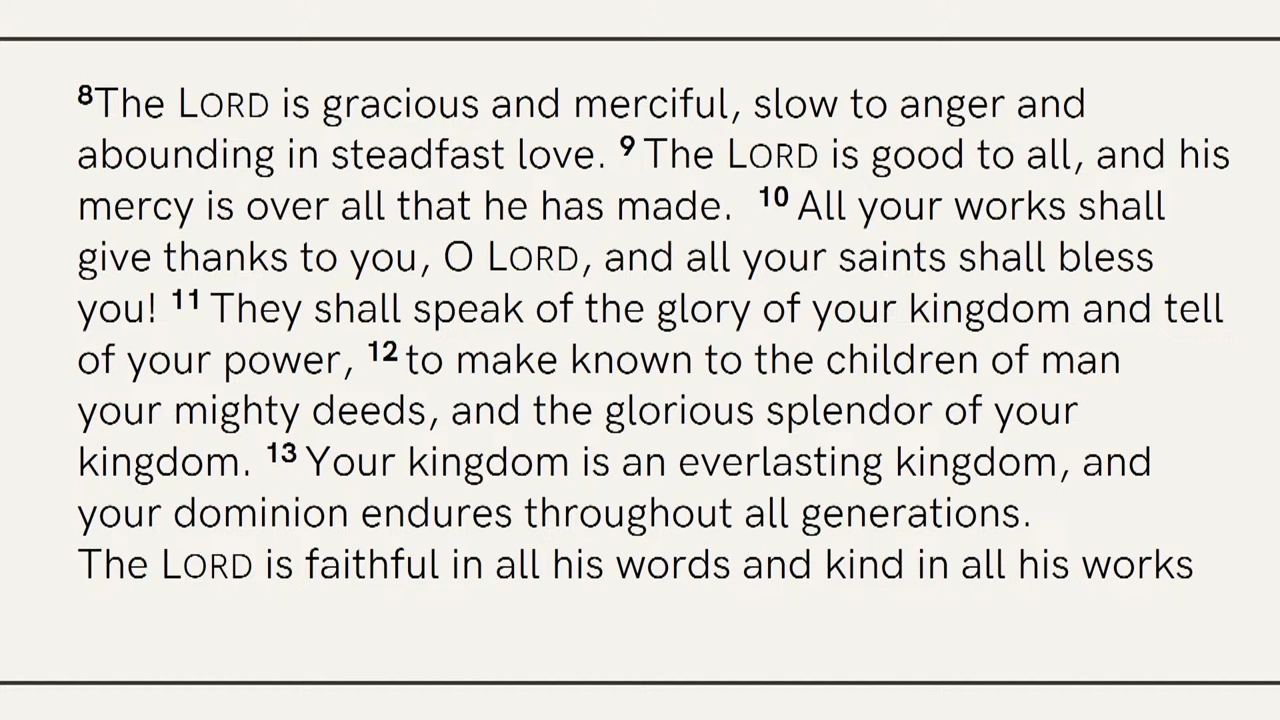 8The LORD is gracious and merciful, slow to anger and
abounding in steadfast love. 9 The LORD is good to all, and his
mercy is over all that he has made. 10 All your works shall
give thanks to you, O LORD, and all your saints shall bless
you! 11 They shall speak of the glory of your kingdom and tell
of your power, 12 to make known to the children of man
your mighty deeds, and the glorious splendor of your
kingdom. 13 Your kingdom is an everlasting kingdom, and
your dominion endures throughout all generations.
The LORD is faithful in all his words and kind in all his works